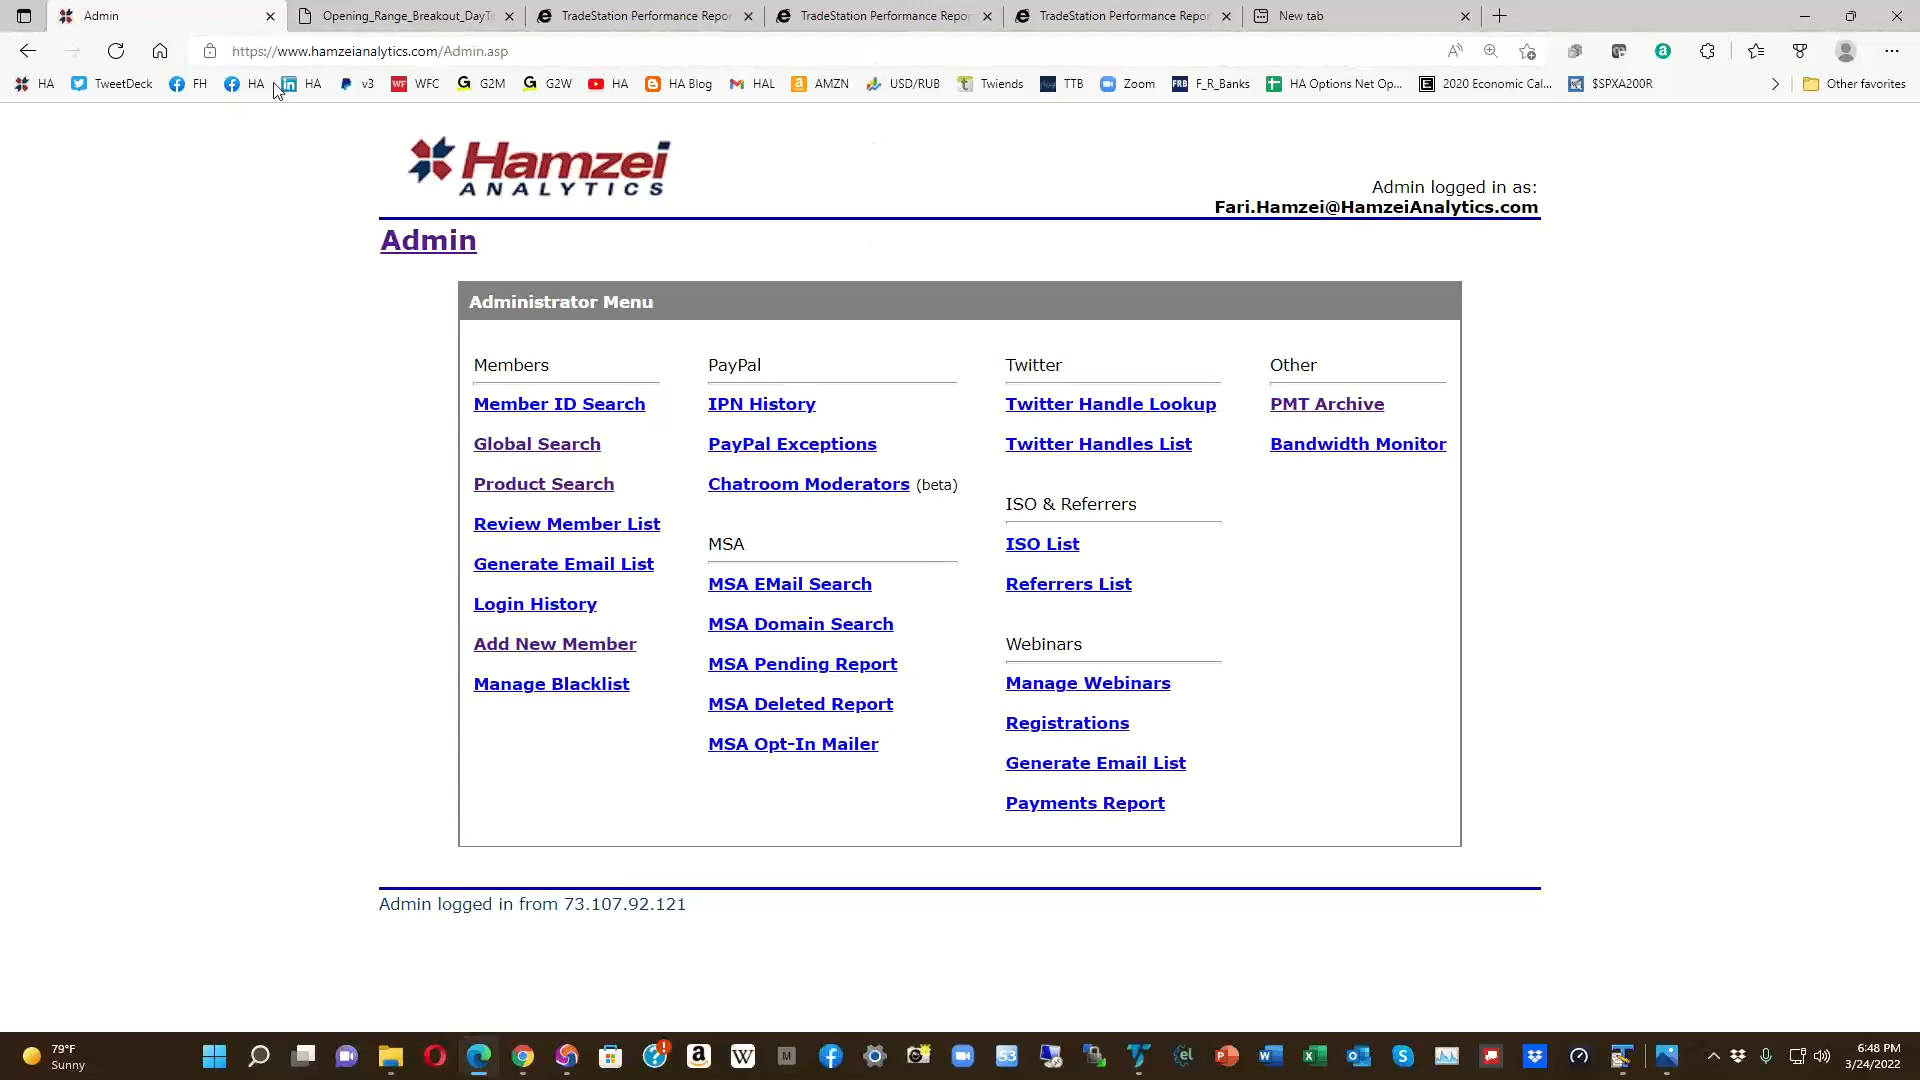 Admin
Opening_Range_Breakout_DayT
TradeStation Performance Repor
TradeStation Performance Repor
TradeStation Performance Repor
New tab
https://www.hamzeianalytics.com/Admin.asp
HA
TweetDeck
FH
HA
HA
v3
WFC
G2M
G2W
HA
HA Blog
HAL
AMZN
USD/RUB
Twiends
TTB
Zoom
F_R_Banks
HA Options Net Op...
2020 Economic Cal...
$SPXA200R
Other favorites
Hamzei
ANALYTICS
Admin logged in as:
Fari.Hamzei@HamzeiAnalytics.com
Admin
Administrator Menu
Members
Member ID Search
Global Search
Product Search
Review Member List
Generate Email List
Login History
Add New Member
Manage Blacklist
PayPal
IPN History
PayPal Exceptions
Chatroom Moderators (beta)
MSA
MSA EMail Search
MSA Domain Search
MSA Pending Report
MSA Deleted Report
MSA Opt-In Mailer
Twitter
Twitter Handle Lookup
Twitter Handles List
ISO & Referrers
ISO List
Referrers List
Webinars
Manage Webinars
Registrations
Generate Email List
Payments Report
Other
PMT Archive
Bandwidth Monitor
Admin logged in from 73.107.92.121
79°F
Sunny
6:48 PM
3/24/2022